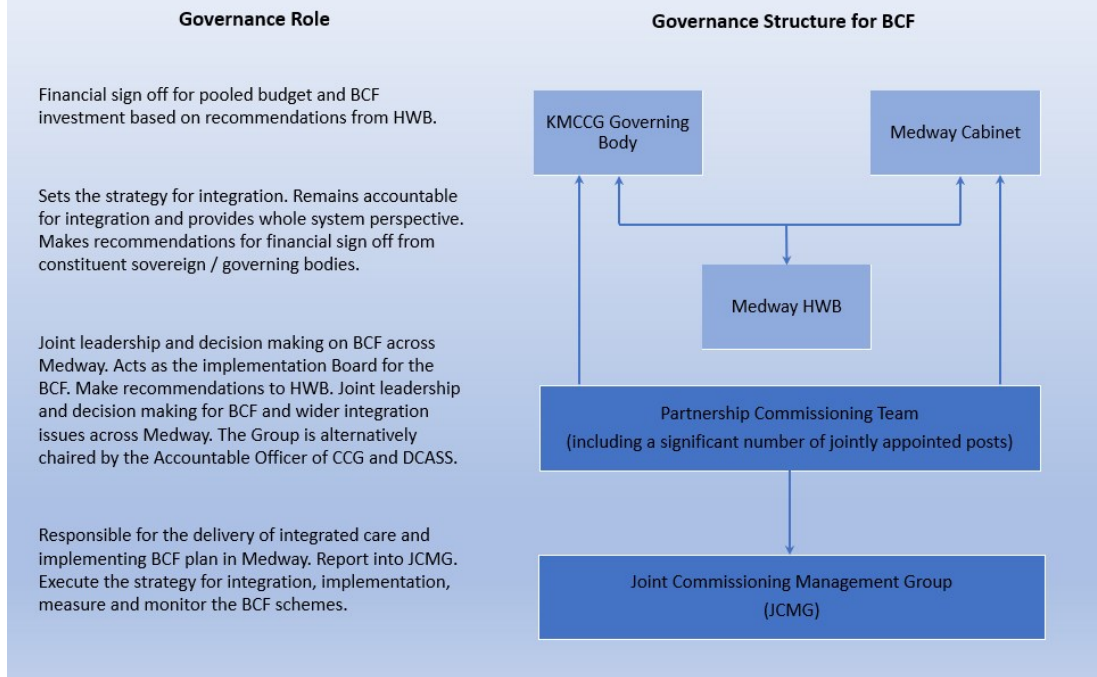 Governance Role
Governance Structure for BCF
Financial sign off for pooled budget and BCF
investment based on recommendations from HWB.
KMCCG Governing
Body
Medway Cabinet
Sets the strategy for integration. Remains accountable
for integration and provides whole system perspective.
Makes recommendations for financial sign off from
constituent sovereign / governing bodies.
Medway HWB
Joint leadership and decision making on BCF across
Medway. Acts as the implementation Board for the
BCF. Make recommendations to HWB. Joint leadership
and decision making for BCF and wider integration
issues across Medway. The Group is alternatively
chaired by the Accountable Officer of CCG and DCASS.
Partnership Commissioning Team
(including a significant number of jointly appointed posts)
Responsible for the delivery of integrated care and
implementing BCF plan in Medway. Report into JCMG.
Execute the strategy for integration, implementation,
measure and monitor the BCF schemes.
Joint Commissioning Management Group
(JCMG)